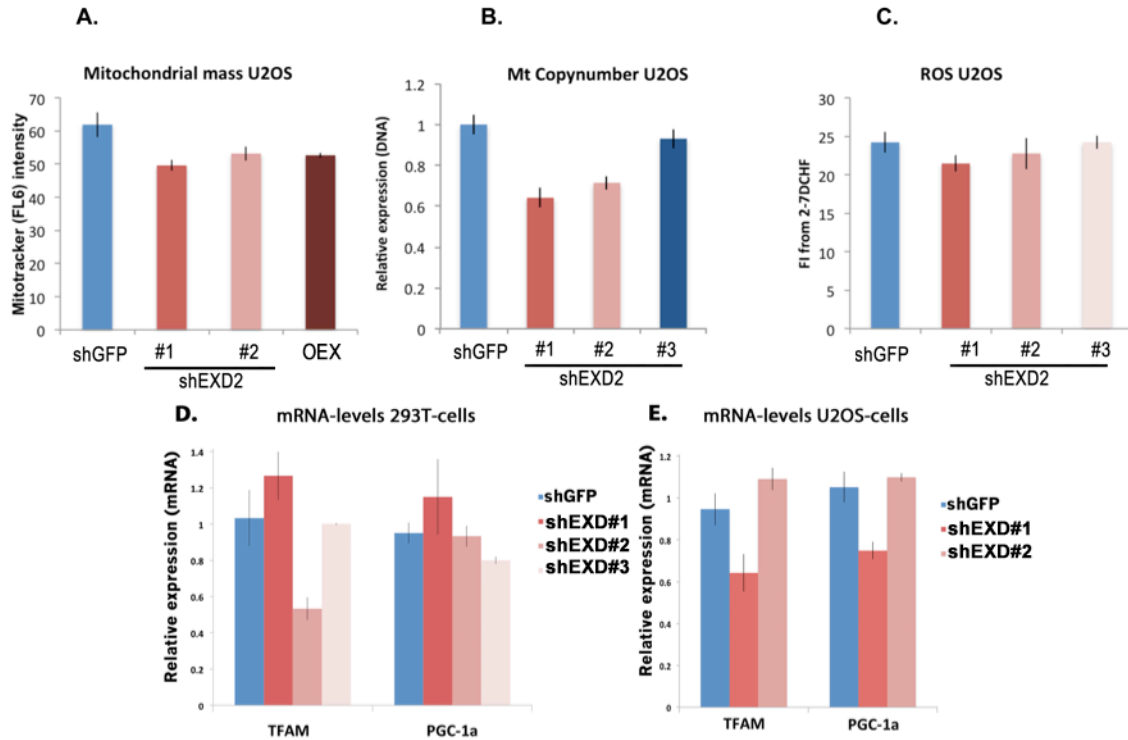 A.
Mitochondrial mass U2OS
Mitotracker (FL6) intensity
70
60
50
40
30
20
10
0
shGFP #1 #2 OEX
shEXD2
B.
Mt Copynumber U2OS
Relative expression (DNA)
1.2
1
0.8
0.6
0.4
0.2
0
shGFP #1 #2 #3
shEXD2
C.
ROS U2OS
FI from 2-7DCHF
30
25
20
15
10
5
0
shGFP #1 #2 #3
shEXD2
D.
mRNA-levels 293T-cells
Relative expression (mRNA)
1.4
1.2
1
0.8
0.6
0.4
0.2
0
TFAM PGC-1a
shGFP
shEXD#1
shEXD#2
shEXD#3
E.
mRNA-levels U2OS-cells
Relative expression (mRNA)
1.2
1
0.8
0.6
0.4
0.2
0
TFAM PGC-1a
shGFP
shEXD#1
shEXD#2